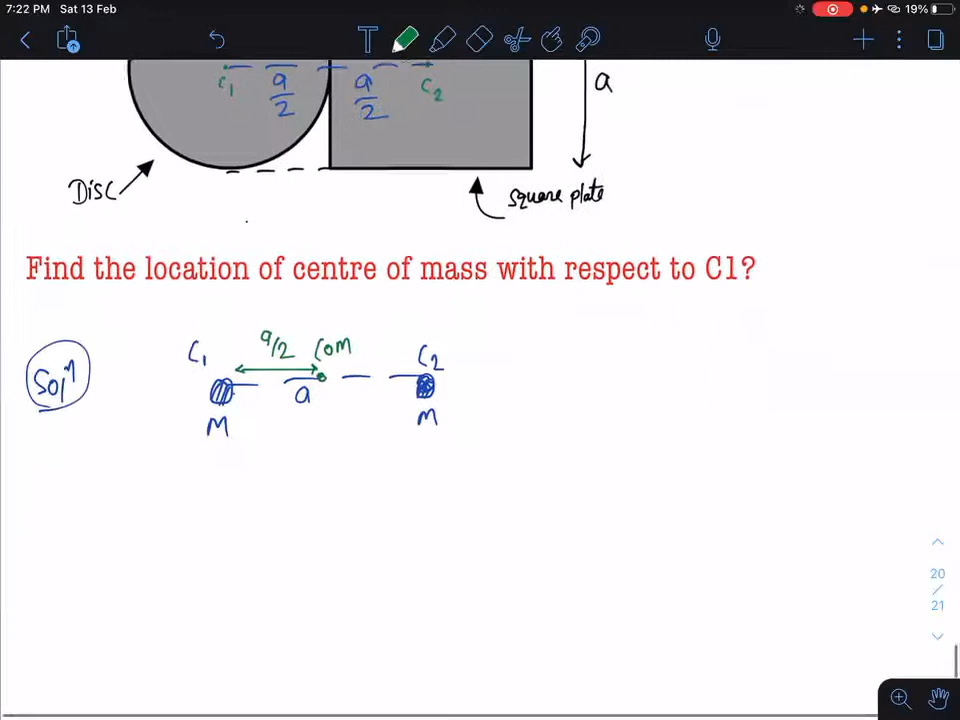 7:22 PM Sat 13 Feb
19%
T
C1 a/2 a/2 C2
a
DISC
square plate
Find the location of centre of mass with respect to C1?
Solⁿ
C1 a/2 COM C2
a
M M
20
/
21